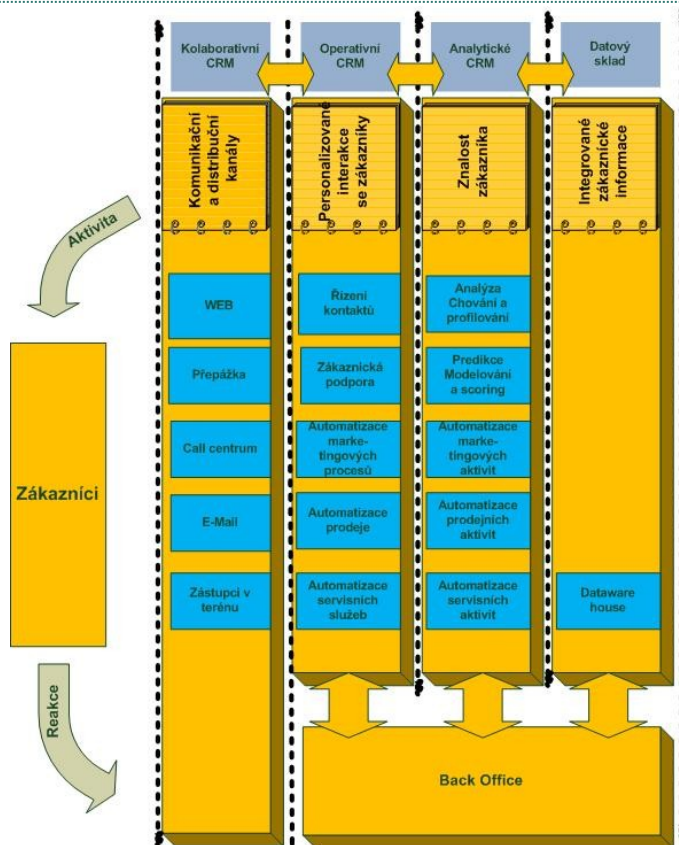 Kolaborativní
CRM
Operativní
CRM
Analytické
CRM
Datový
sklad
Komunikační
a distribuční
kanály
Personalizované
interakce
se zákazníky
Znalost
zákazníka
Integrované
zákaznické
informace
Aktivita
Zákazníci
Reakce
WEB
Přepážka
Call centrum
E-Mail
Zástupci v
terénu
Řízení
kontaktů
Zákaznická
podpora
Automatizace
marke-
tingových
procesů
Automatizace
prodeje
Automatizace
servisních
služeb
Analýza
Chování a
profilování
Predikce
Modelování
a scoring
Automatizace
marke-
tingových
aktivit
Automatizace
prodejních
aktivit
Automatizace
servisních
aktivit
Dataware
house
Back Office